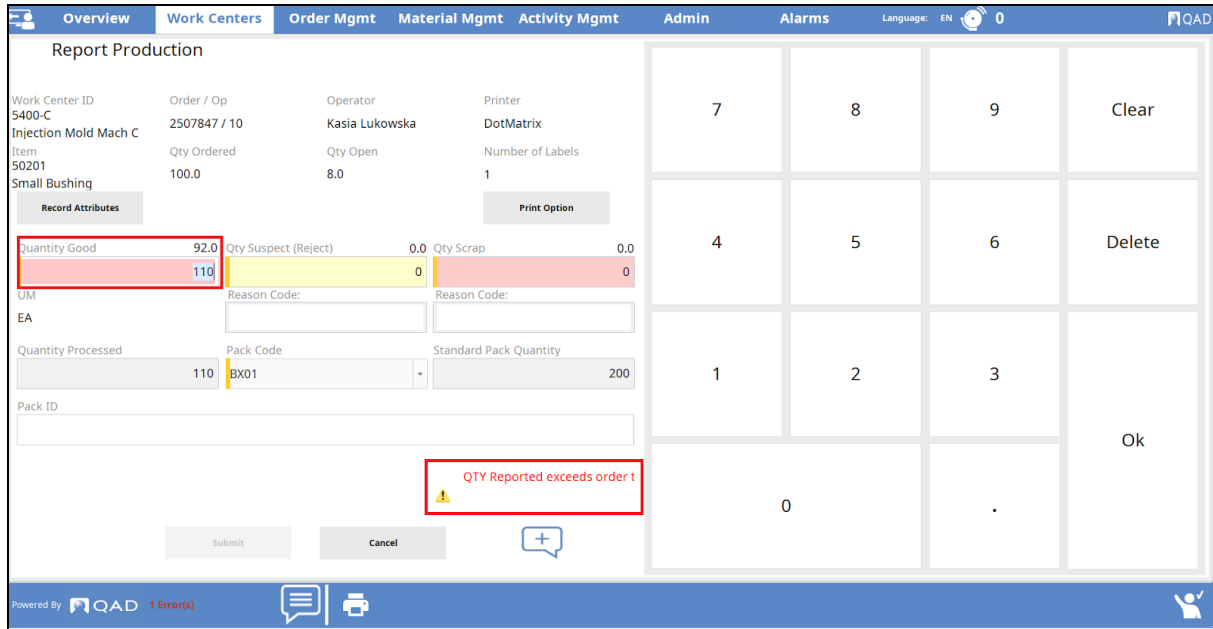 Overview Work Centers Order Mgmt Material Mgmt Activity Mgmt Admin Alarms Language: EN 0 QAD
Report Production
Work Center ID Order / Op Operator Printer
5400-C 2507847 / 10 Kasia Lukowska DotMatrix
Injection Mold Mach C
Item Qty Ordered Qty Open Number of Labels
50201 100.0 8.0 1
Small Bushing
Record Attributes Print Option
Quantity Good 92.0 Qty Suspect (Reject) 0.0 Qty Scrap 0.0
110 0 0
UM Reason Code: Reason Code:
EA
Quantity Processed Pack Code Standard Pack Quantity
110 BX01 200
Pack ID
QTY Reported exceeds order t
Submit Cancel
7 8 9 Clear
4 5 6 Delete
1 2 3
Ok
0 .
Powered By QAD 1 Error(s)